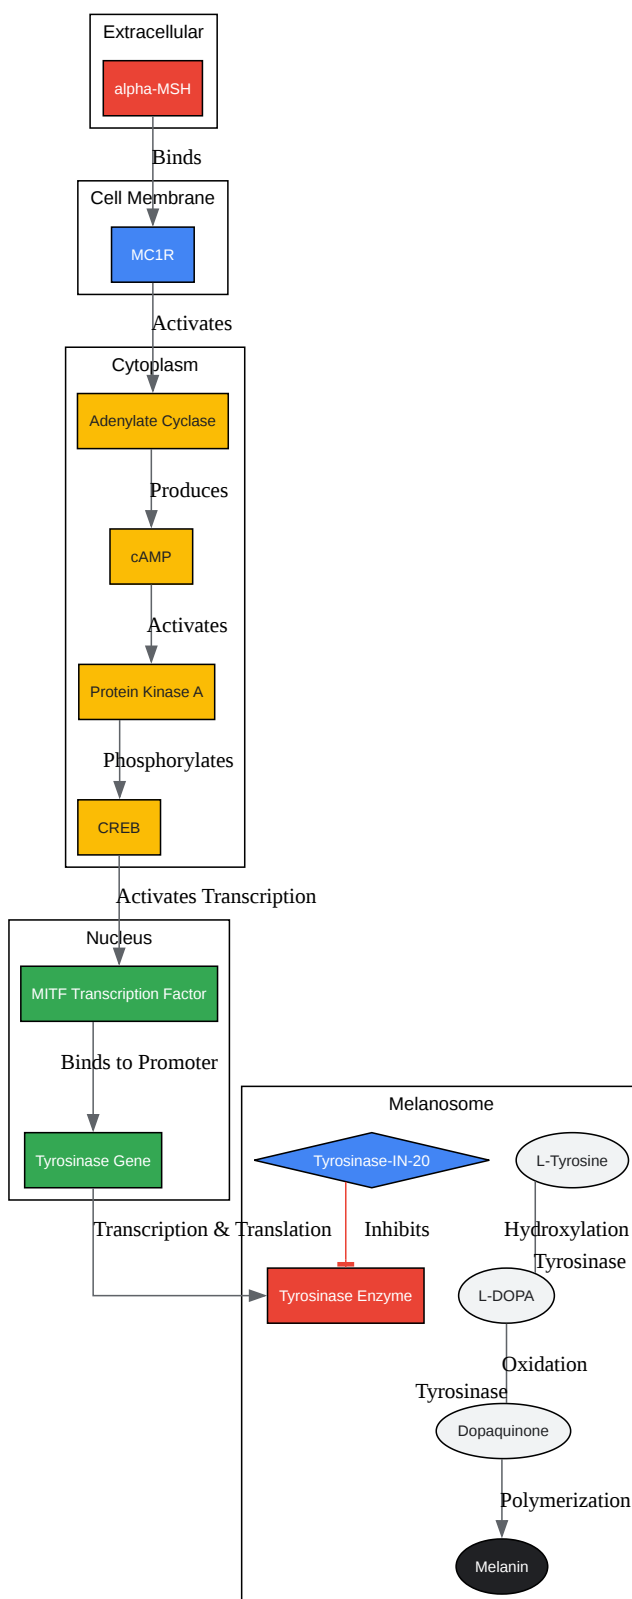 Extracellular
alpha-MSH
Binds
Cell Membrane
MC1R
Activates
Cytoplasm
Adenylate Cyclase
Produces
cAMP
Activates
Protein Kinase A
Phosphorylates
CREB
Activates Transcription
Nucleus
MITF Transcription Factor
Binds to Promoter
Tyrosinase Gene
Transcription & Translation
Melanosome
Tyrosinase-IN-20
Inhibits
Tyrosinase Enzyme
L-Tyrosine
Hydroxylation
Tyrosinase
L-DOPA
Oxidation
Tyrosinase
Dopaquinone
Polymerization
Melanin